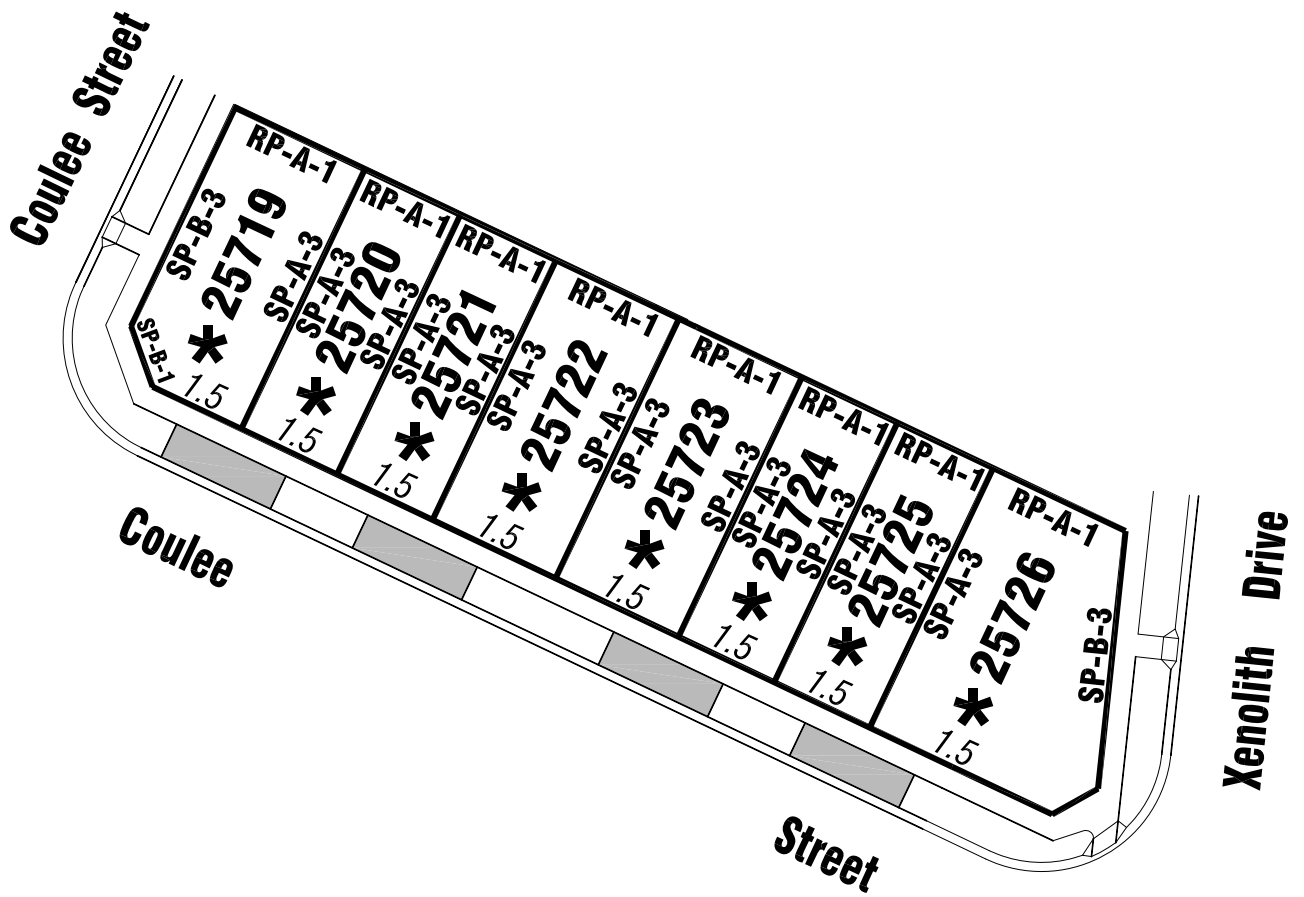 Coulee Street
RP-A-1
SP-B-3
25719
SP-A-3
SP-B-1
*
1.5
RP-A-1
SP-A-3
25720
SP-A-3
*
1.5
RP-A-1
SP-A-3
25721
SP-A-3
*
1.5
RP-A-1
SP-A-3
25722
SP-A-3
*
1.5
RP-A-1
SP-A-3
25723
SP-A-3
*
1.5
RP-A-1
SP-A-3
25724
SP-A-3
*
1.5
RP-A-1
SP-A-3
25725
SP-A-3
*
1.5
RP-A-1
SP-A-3
25726
SP-B-3
*
1.5
Coulee Street
Xenolith Drive